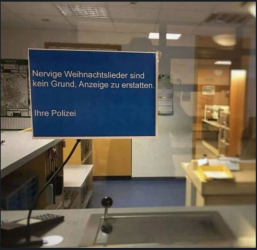 Nervige Weihnachtslieder sind
kein Grund, Anzeige zu erstatten.
Ihre Polizei